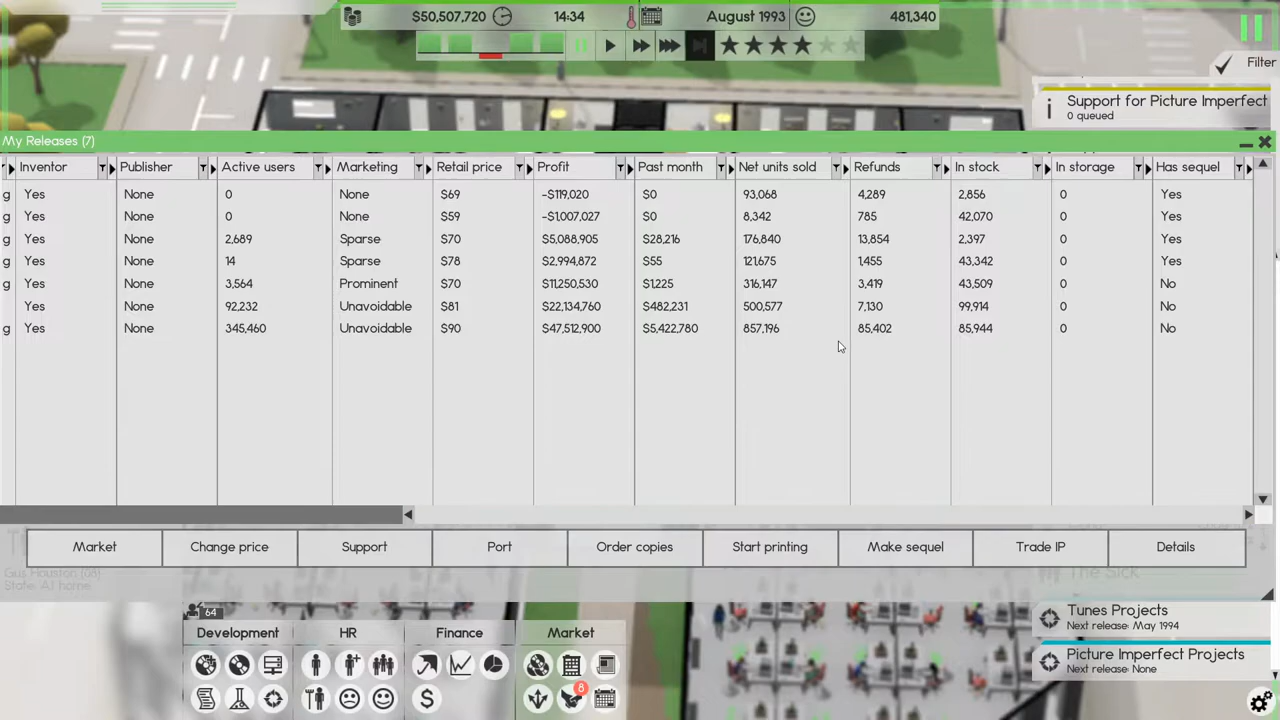 $50,507,720 14:34 August 1993 481,340
Filter
Support for Picture Imperfect
0 queued
My Releases (7)
Inventor Publisher Active users Marketing Retail price Profit Past month Net units sold Refunds In stock In storage Has sequel
g Yes None 0 None $69 -$119,020 $0 93,068 4,289 2,856 0 Yes
g Yes None 0 None $59 -$1,007,027 $0 8,342 785 42,070 0 Yes
g Yes None 2,689 Sparse $70 $5,088,905 $28,216 176,840 13,854 2,397 0 Yes
g Yes None 14 Sparse $78 $2,994,872 $55 121,675 1,455 43,342 0 Yes
g Yes None 3,564 Prominent $70 $11,250,530 $1,225 316,147 3,419 43,509 0 No
Yes None 92,232 Unavoidable $81 $22,134,760 $482,231 500,577 7,130 99,914 0 No
g Yes None 345,460 Unavoidable $90 $47,512,900 $5,422,780 857,196 85,402 85,944 0 No
Market Change price Support Port Order copies Start printing Make sequel Trade IP Details
Gus Houston (68)
State: At home
The Sick
64
Development HR Finance Market
8
Tunes Projects
Next release: May 1994
Picture Imperfect Projects
Next release: None